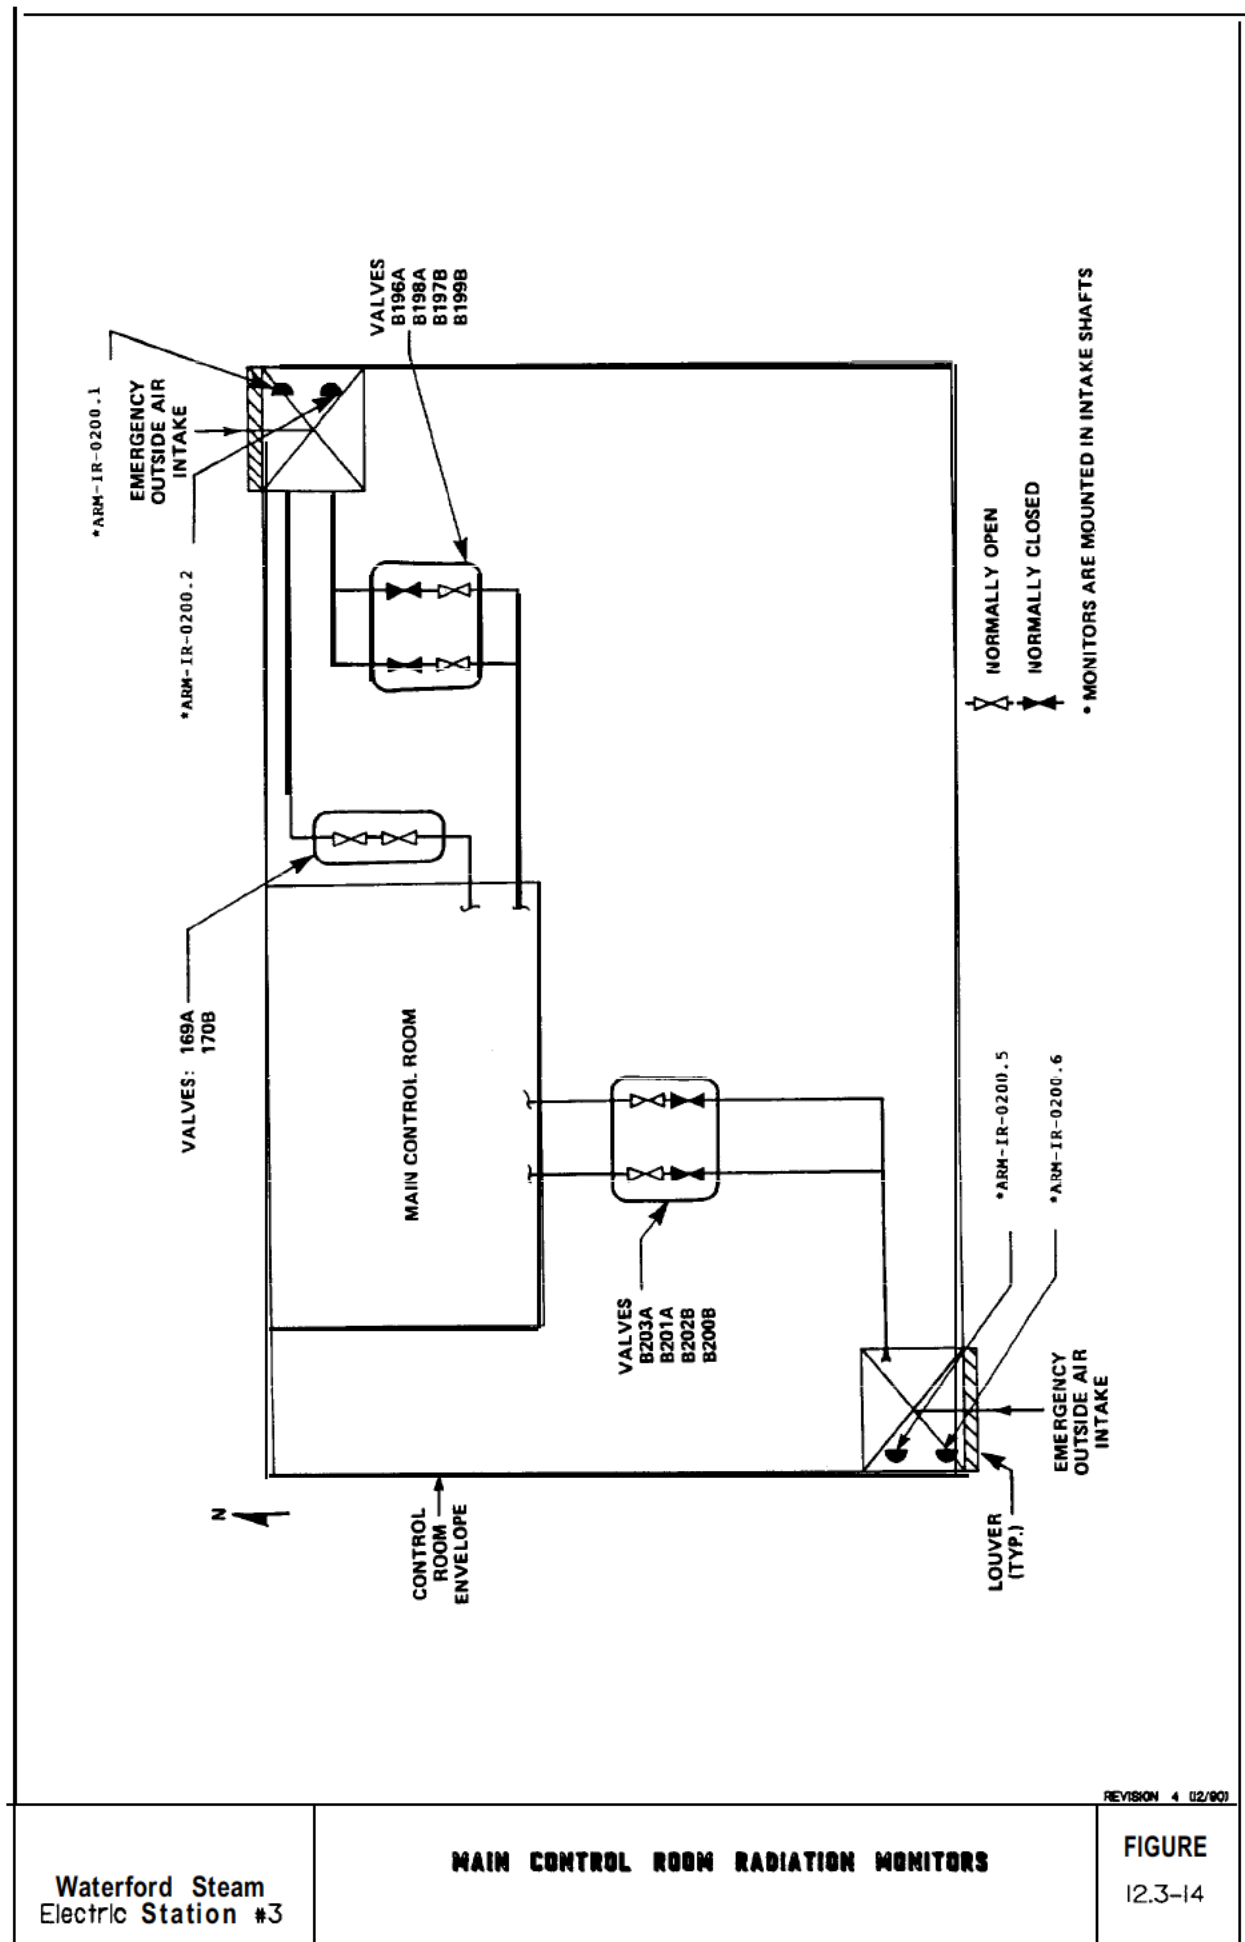 *ARM-IR-0200.1
EMERGENCY
OUTSIDE AIR
INTAKE
*ARM-IR-0200.2
VALVES
B196A
B198A
B197B
B199B
VALVES: 169A
170B
MAIN CONTROL ROOM
NORMALLY OPEN
NORMALLY CLOSED
* MONITORS ARE MOUNTED IN INTAKE SHAFTS
VALVES
B203A
B201A
B202B
B200B
*ARM-IR-0200.5
*ARM-IR-0200.6
EMERGENCY
OUTSIDE AIR
INTAKE
N
CONTROL
ROOM
ENVELOPE
LOUVER
(TYP.)
REVISION 4 (12/90)
Waterford Steam
Electric Station #3
MAIN CONTROL ROOM RADIATION MONITORS
FIGURE
12.3-14